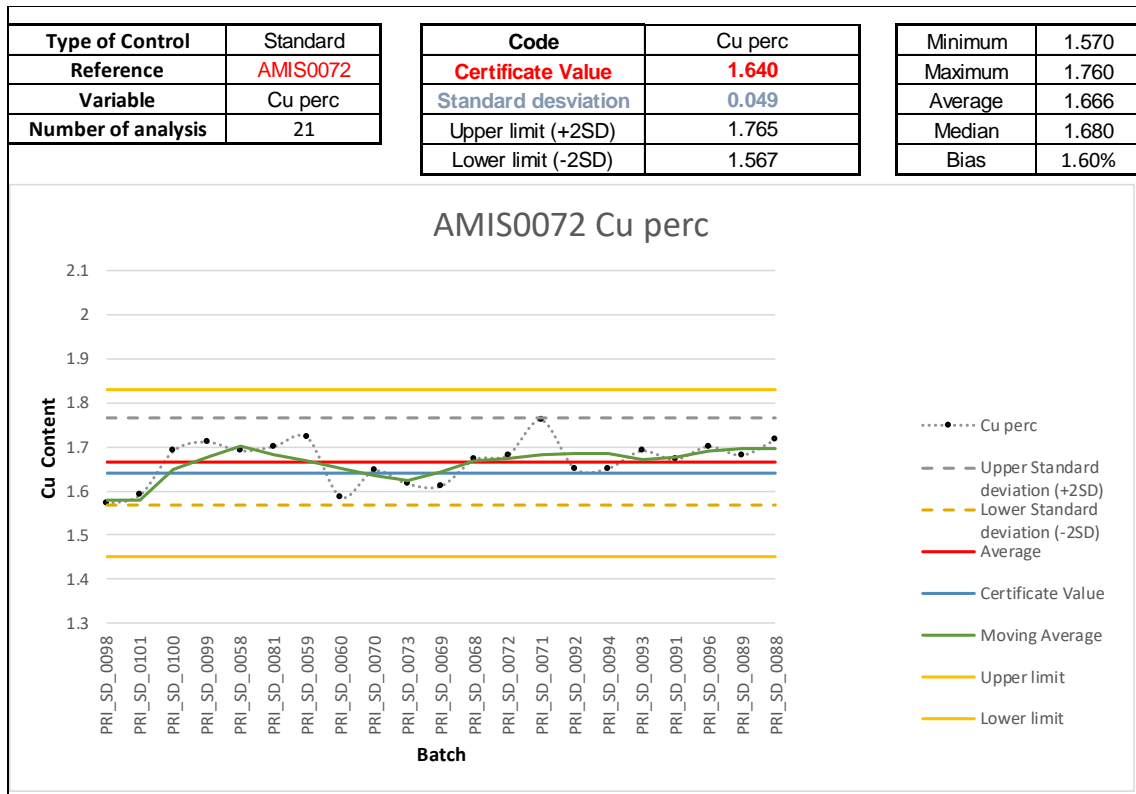 Type of Control Standard
Reference AMIS0072
Variable Cu perc
Number of analysis 21
Code Cu perc
Certificate Value 1.640
Standard desviation 0.049
Upper limit (+2SD) 1.765
Lower limit (-2SD) 1.567
Minimum 1.570
Maximum 1.760
Average 1.666
Median 1.680
Bias 1.60%
AMIS0072 Cu perc
Cu Content
2.1
2
1.9
1.8
1.7
1.6
1.5
1.4
1.3
PRI_SD_0098
PRI_SD_0101
PRI_SD_0100
PRI_SD_0099
PRI_SD_0058
PRI_SD_0081
PRI_SD_0059
PRI_SD_0060
PRI_SD_0070
PRI_SD_0073
PRI_SD_0069
PRI_SD_0068
PRI_SD_0072
PRI_SD_0071
PRI_SD_0092
PRI_SD_0094
PRI_SD_0093
PRI_SD_0091
PRI_SD_0096
PRI_SD_0089
PRI_SD_0088
Batch
Cu perc
Upper Standard
deviation (+2SD)
Lower Standard
deviation (-2SD)
Average
Certificate Value
Moving Average
Upper limit
Lower limit